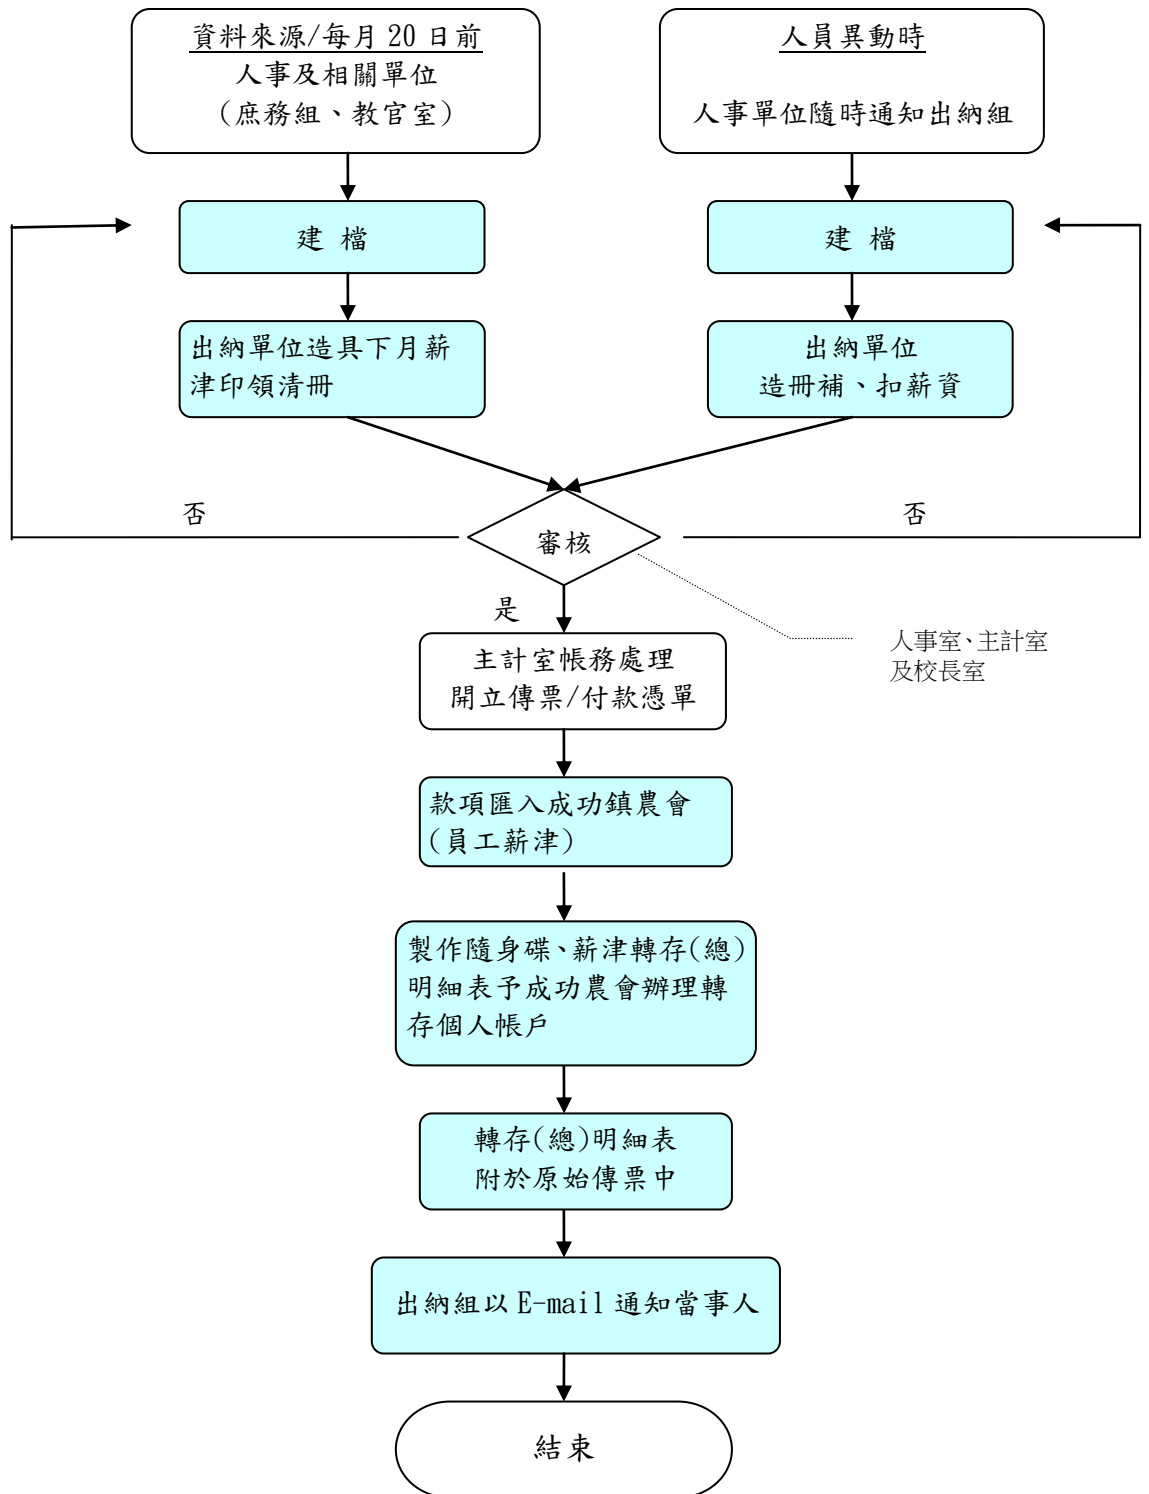 資料來源/每月 20 日前
人事及相關單位
(庶務組、教官室)
人員異動時
人事單位隨時通知出納組
建 檔
建 檔
出納單位造具下月薪
津印領清冊
出納單位
造冊補、扣薪資
否
否
審核
是
人事室、主計室
及校長室
主計室帳務處理
開立傳票/付款憑單
款項匯入成功鎮農會
(員工薪津)
製作隨身碟、薪津轉存(總)
明細表予成功農會辦理轉
存個人帳戶
轉存(總)明細表
附於原始傳票中
出納組以 E-mail 通知當事人
結束